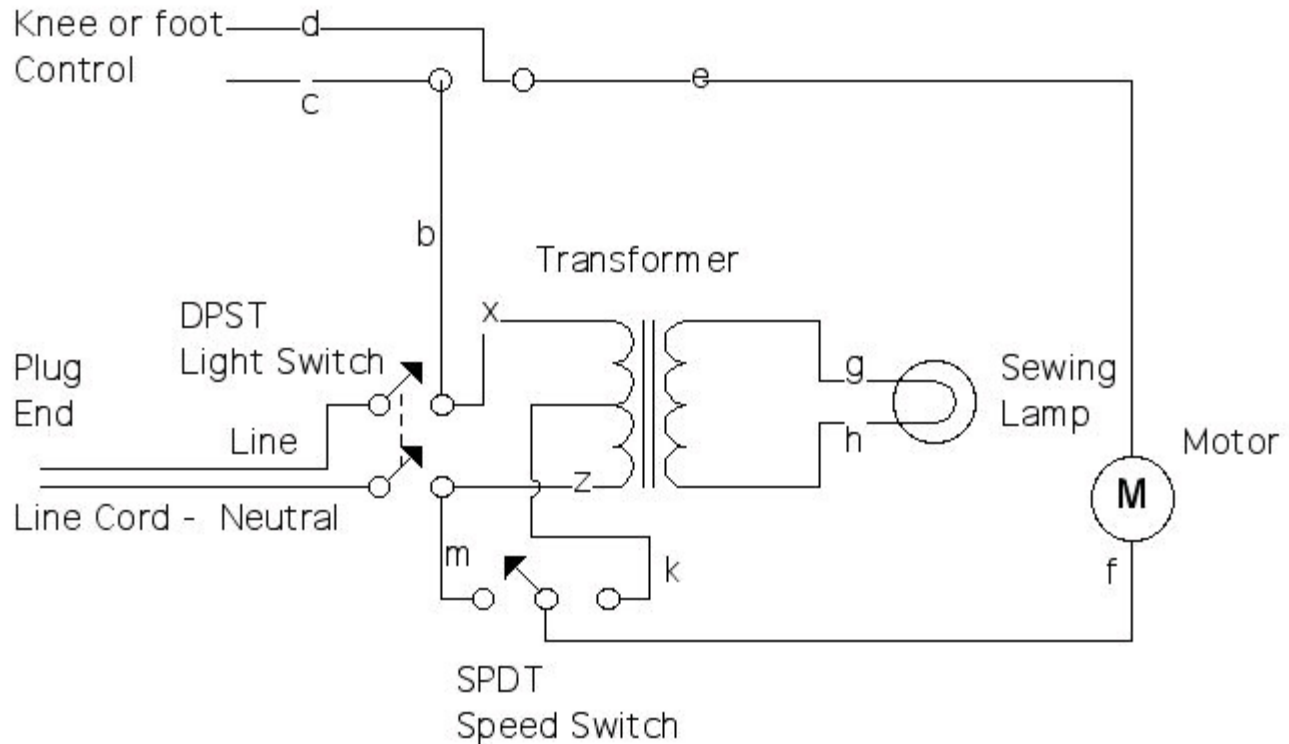 Knee or foot
Control
d
c
e
b
Transformer
x
DPST
Light Switch
Plug
End
Line
g
h
Sewing
Lamp
Motor
M
z
Line Cord - Neutral
m
k
f
SPDT
Speed Switch